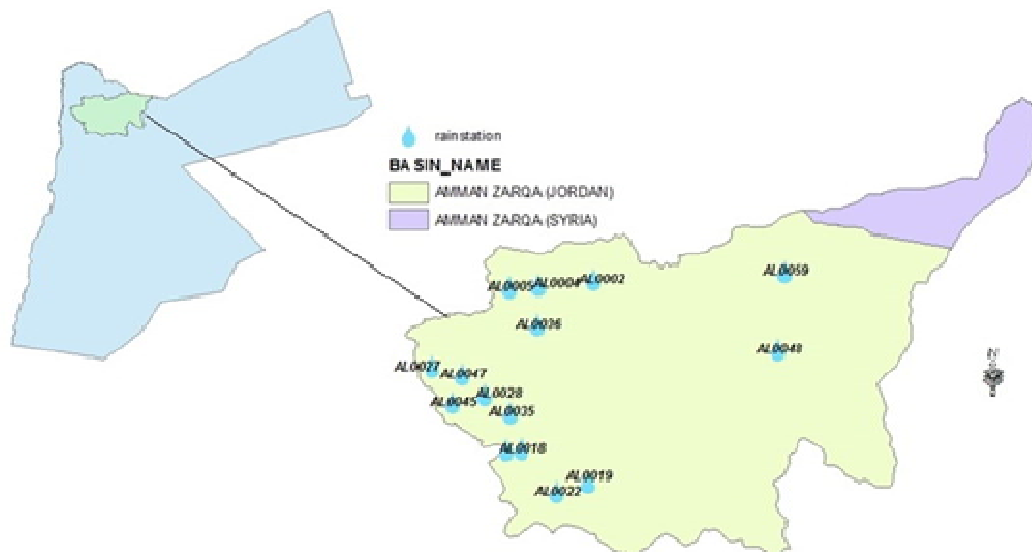 rainstation
BASIN_NAME
AMMAN ZARQA (JORDAN)
AMMAN ZARQA (SYRIA)
AL0059
AL0005 AL0004 AL0002
AL0036
AL0048
AL0027
AL0047
AL0028
AL0045
AL0035
AL0018
AL0019
AL0022
N